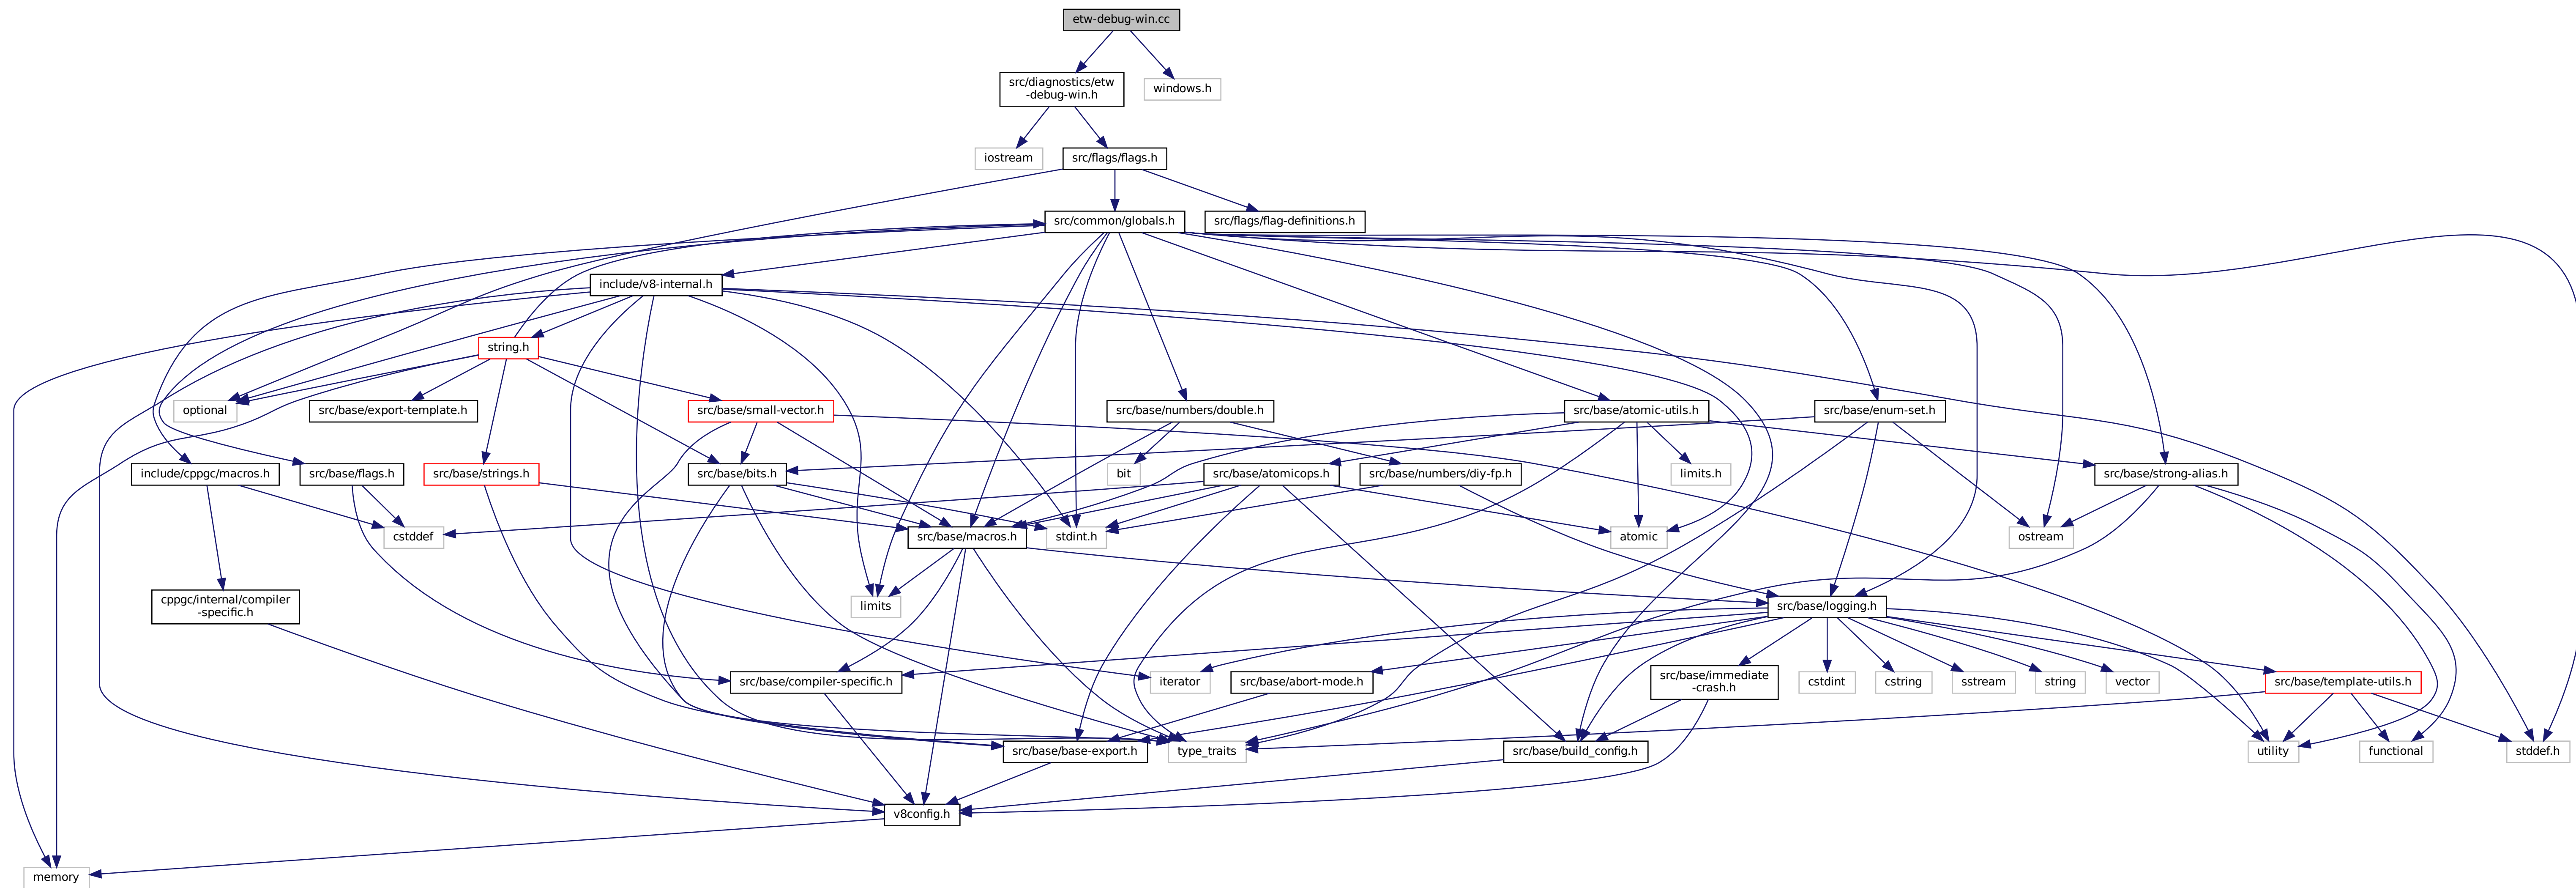 etw-debug-win.cc
src/diagnostics/etw
-debug-win.h
windows.h
iostream
src/flags/flags.h
src/common/globals.h
src/flags/flag-definitions.h
include/v8-internal.h
string.h
optional
src/base/export-template.h
src/base/small-vector.h
src/base/numbers/double.h
src/base/atomic-utils.h
src/base/enum-set.h
include/cppgc/macros.h
src/base/flags.h
src/base/strings.h
src/base/bits.h
bit
src/base/atomicops.h
src/base/numbers/diy-fp.h
limits.h
src/base/strong-alias.h
cstddef
src/base/macros.h
stdint.h
atomic
ostream
cppgc/internal/compiler
-specific.h
limits
src/base/logging.h
src/base/compiler-specific.h
iterator
src/base/abort-mode.h
src/base/immediate
-crash.h
cstdint
cstring
sstream
string
vector
src/base/template-utils.h
src/base/base-export.h
type_traits
src/base/build_config.h
utility
functional
stddef.h
v8config.h
memory